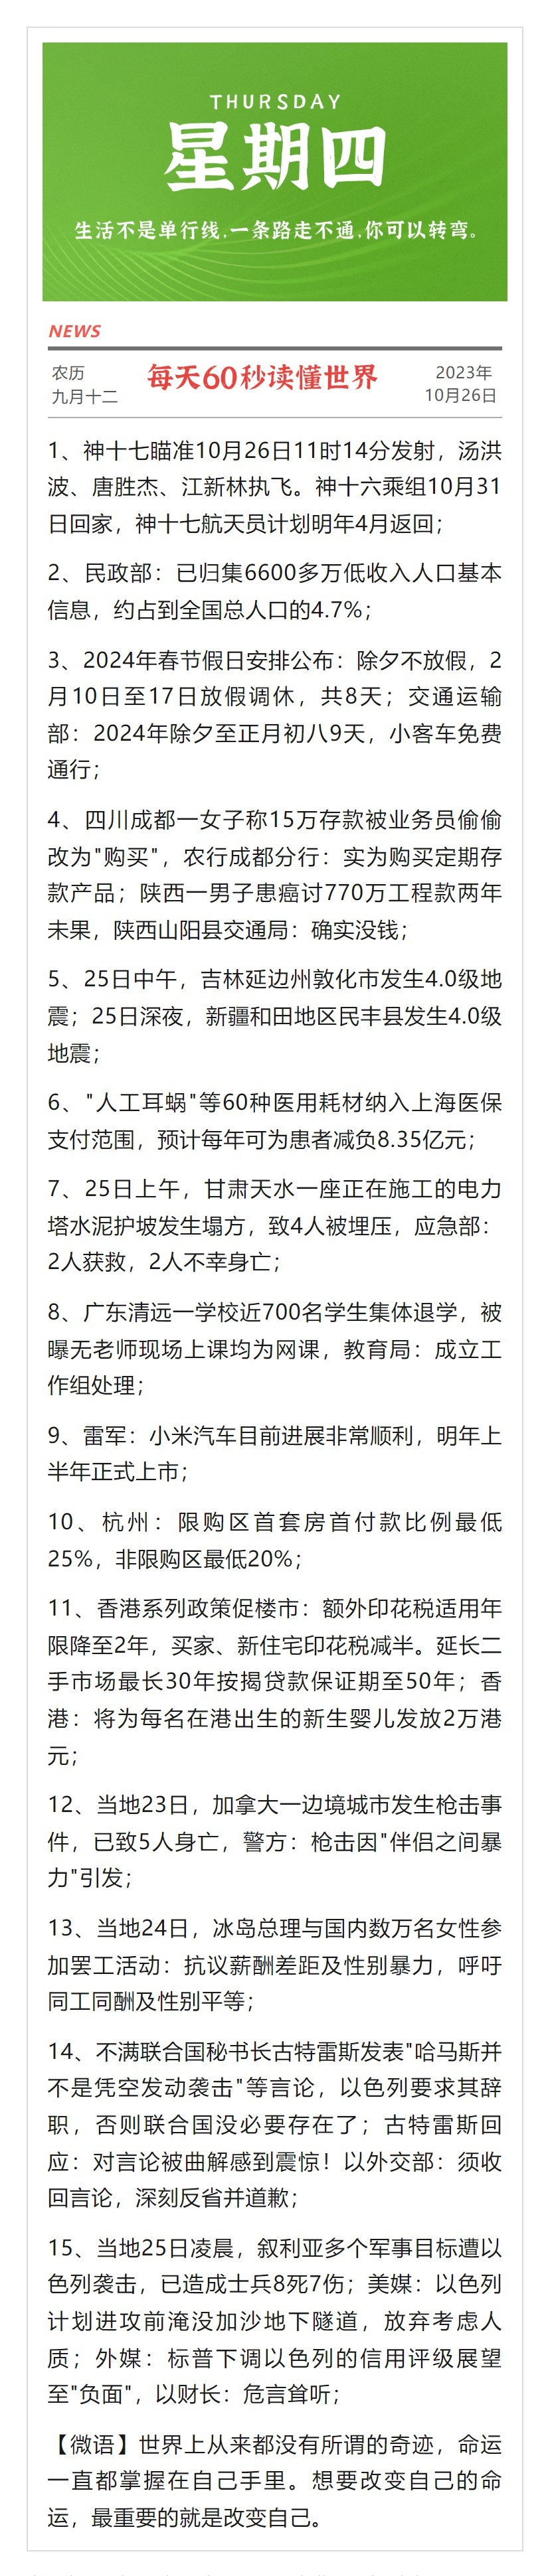 THURSDAY
星期四
生活不是单行线,一条路走不通,你可以转弯。
NEWS
农历
九月十二
每天60秒读懂世界
2023年
10月26日
1、神十七瞄准10月26日11时14分发射，汤洪
波、唐胜杰、江新林执飞。神十六乘组10月31
日回家，神十七航天员计划明年4月返回；
2、民政部：已归集6600多万低收入人口基本
信息，约占到全国总人口的4.7%；
3、2024年春节假日安排公布：除夕不放假，2
月10日至17日放假调休，共8天；交通运输
部：2024年除夕至正月初八9天，小客车免费
通行；
4、四川成都一女子称15万存款被业务员偷偷
改为"购买"，农行成都分行：实为购买定期存
款产品；陕西一男子患癌讨770万工程款两年
未果，陕西山阳县交通局：确实没钱；
5、25日中午，吉林延边州敦化市发生4.0级地
震；25日深夜，新疆和田地区民丰县发生4.0级
地震；
6、"人工耳蜗"等60种医用耗材纳入上海医保
支付范围，预计每年可为患者减负8.35亿元；
7、25日上午，甘肃天水一座正在施工的电力
塔水泥护坡发生塌方，致4人被埋压，应急部：
2人获救，2人不幸身亡；
8、广东清远一学校近700名学生集体退学，被
曝无老师现场上课均为网课，教育局：成立工
作组处理；
9、雷军：小米汽车目前进展非常顺利，明年上
半年正式上市；
10、杭州：限购区首套房首付款比例最低
25%，非限购区最低20%；
11、香港系列政策促楼市：额外印花税适用年
限降至2年，买家、新住宅印花税减半。延长二
手市场最长30年按揭贷款保证期至50年；香
港：将为每名在港出生的新生婴儿发放2万港
元；
12、当地23日，加拿大一边境城市发生枪击事
件，已致5人身亡，警方：枪击因"伴侣之间暴
力"引发；
13、当地24日，冰岛总理与国内数万名女性参
加罢工活动：抗议薪酬差距及性别暴力，呼吁
同工同酬及性别平等；
14、不满联合国秘书长古特雷斯发表"哈马斯并
不是凭空发动袭击"等言论，以色列要求其辞
职，否则联合国没必要存在了；古特雷斯回
应：对言论被曲解感到震惊！以外交部：须收
回言论，深刻反省并道歉；
15、当地25日凌晨，叙利亚多个军事目标遭以
色列袭击，已造成士兵8死7伤；美媒：以色列
计划进攻前淹没加沙地下隧道，放弃考虑人
质；外媒：标普下调以色列的信用评级展望
至"负面"，以财长：危言耸听；
【微语】世界上从来都没有所谓的奇迹，命运
一直都掌握在自己手里。想要改变自己的命
运，最重要的就是改变自己。